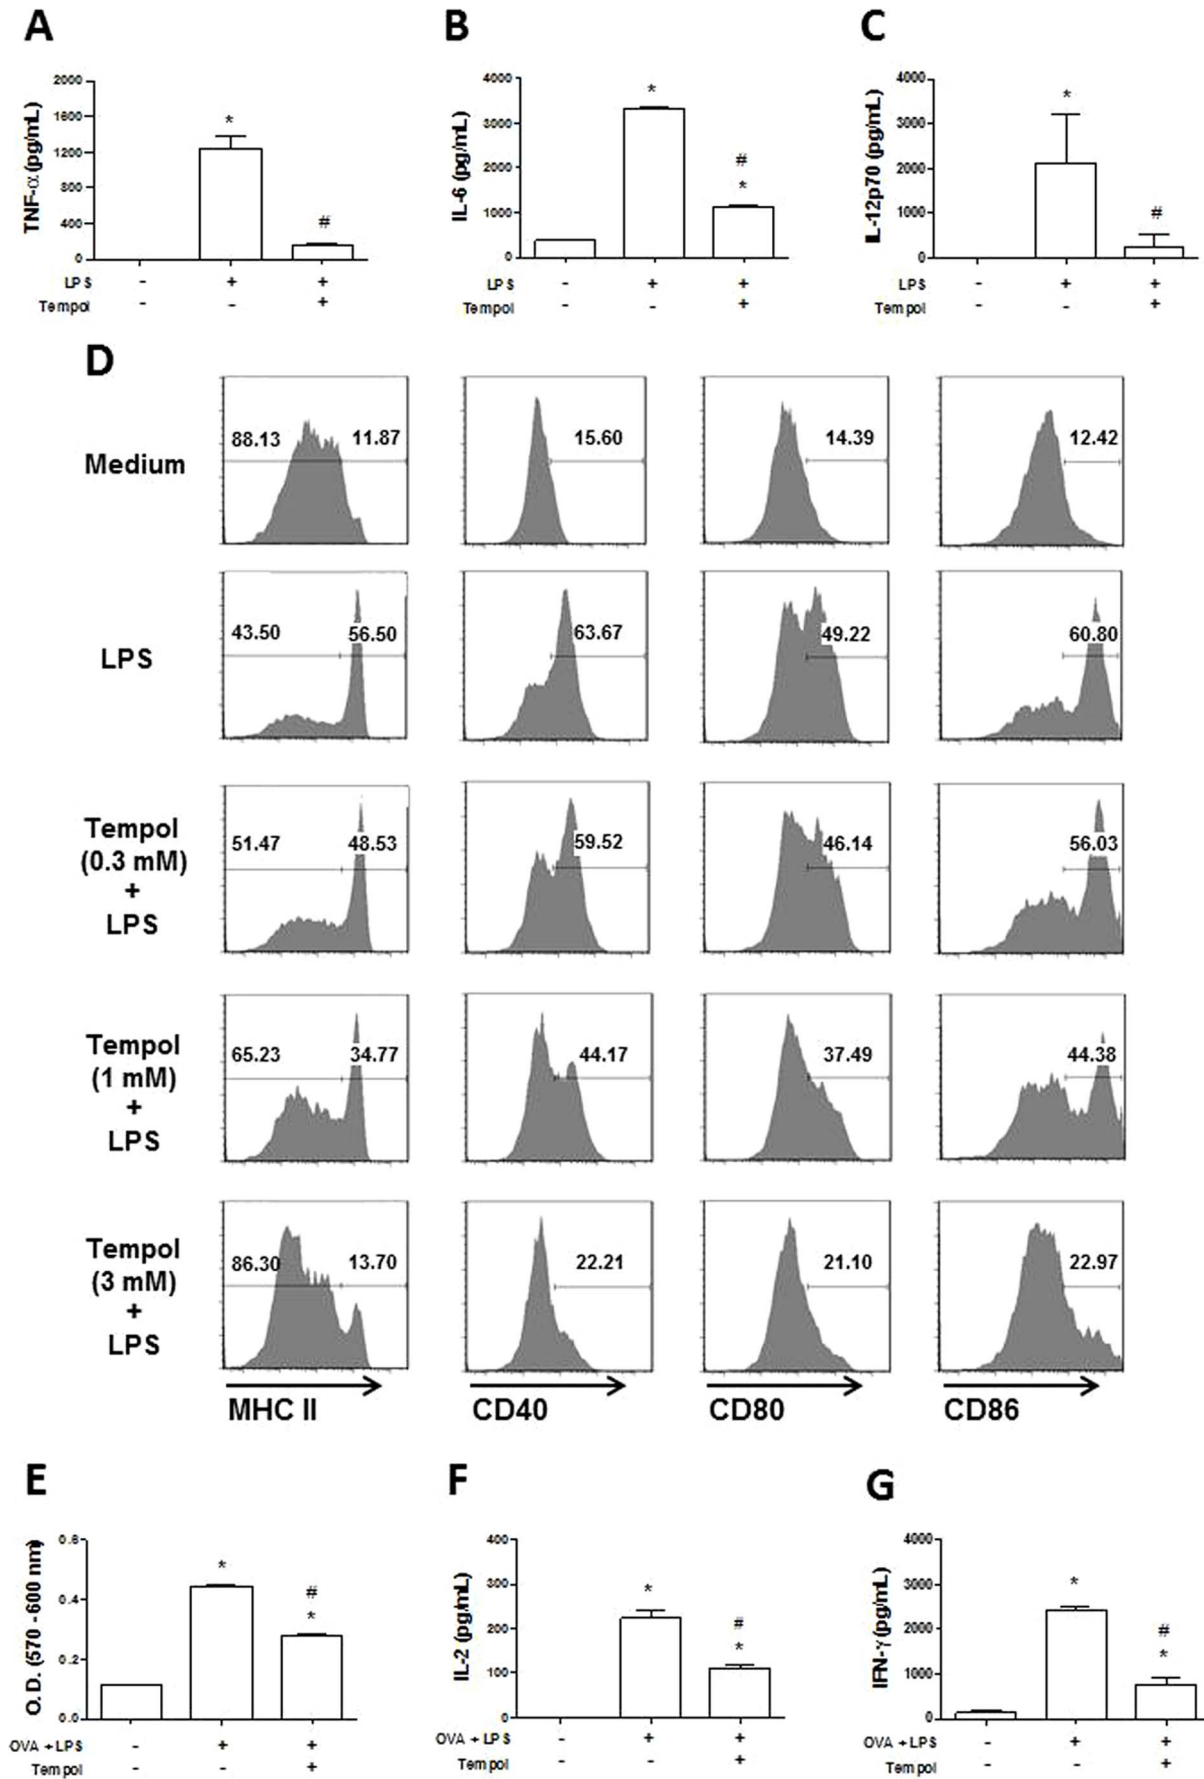 A
B
C
TNF-α (pg/mL)
2000
1600
1200
800
400
0
*
#
LPS - + +
Tempol - - +
IL-6 (pg/mL)
4000
3000
2000
1000
0
*
#
*
LPS - + +
Tempol - - +
IL-12p70 (pg/mL)
4000
3000
2000
1000
0
*
#
LPS - + +
Tempol - - +
D
Medium
88.13 11.87 15.60 14.39 12.42
LPS
43.50 56.50 63.67 49.22 60.80
Tempol
(0.3 mM)
+
LPS
51.47 48.53 59.52 46.14 56.03
Tempol
(1 mM)
+
LPS
65.23 34.77 44.17 37.49 44.38
Tempol
(3 mM)
+
LPS
86.30 13.70 22.21 21.10 22.97
MHC II CD40 CD80 CD86
E
F
G
O.D. (570 - 600 nm)
0.6
0.4
0.2
0.0
*
#
*
OVA + LPS - + +
Tempol - - +
IL-2 (pg/mL)
400
300
200
100
0
*
#
*
OVA + LPS - + +
Tempol - - +
IFN-γ (pg/mL)
4000
3000
2000
1000
0
*
#
*
OVA + LPS - + +
Tempol - - +